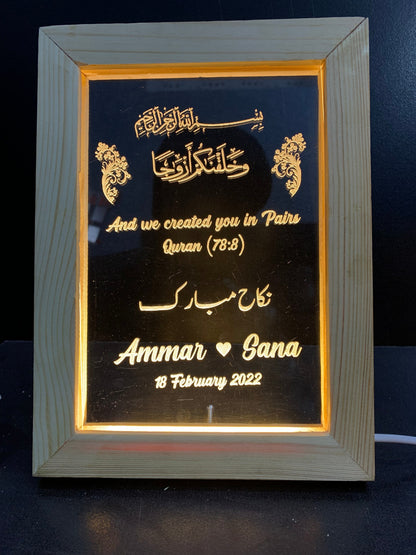 بسم الله الرحمن الرحيم
وخلقنكم أزوجا
And we created you in Pairs
Quran (78:8)
نکاح مبارک
Ammar ♥ Sana
18 February 2022